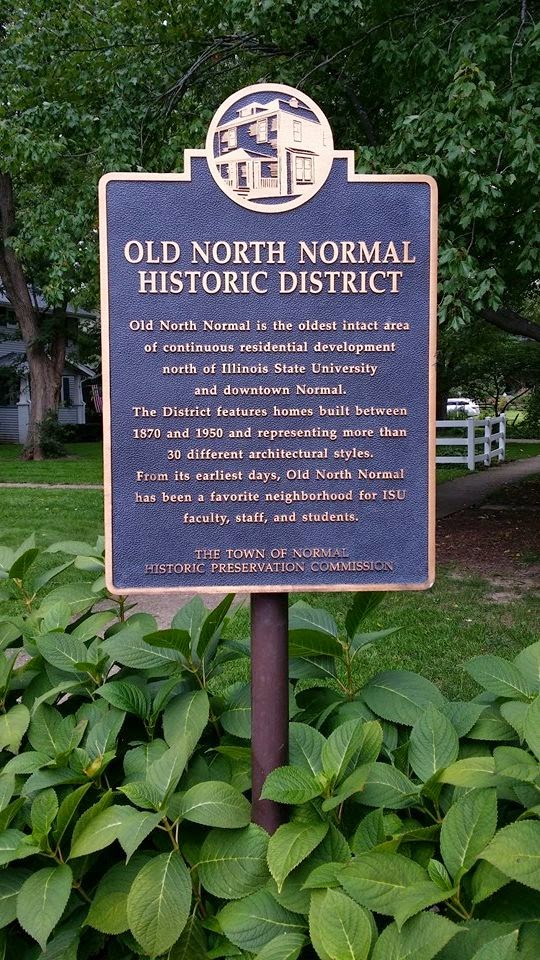 OLD NORTH NORMAL
HISTORIC DISTRICT
Old North Normal is the oldest intact area
of continuous residential development
north of Illinois State University
and downtown Normal.
The District features homes built between
1870 and 1950 and representing more than
30 different architectural styles.
From its earliest days, Old North Normal
has been a favorite neighborhood for ISU
faculty, staff, and students.
THE TOWN OF NORMAL
HISTORIC PRESERVATION COMMISSION